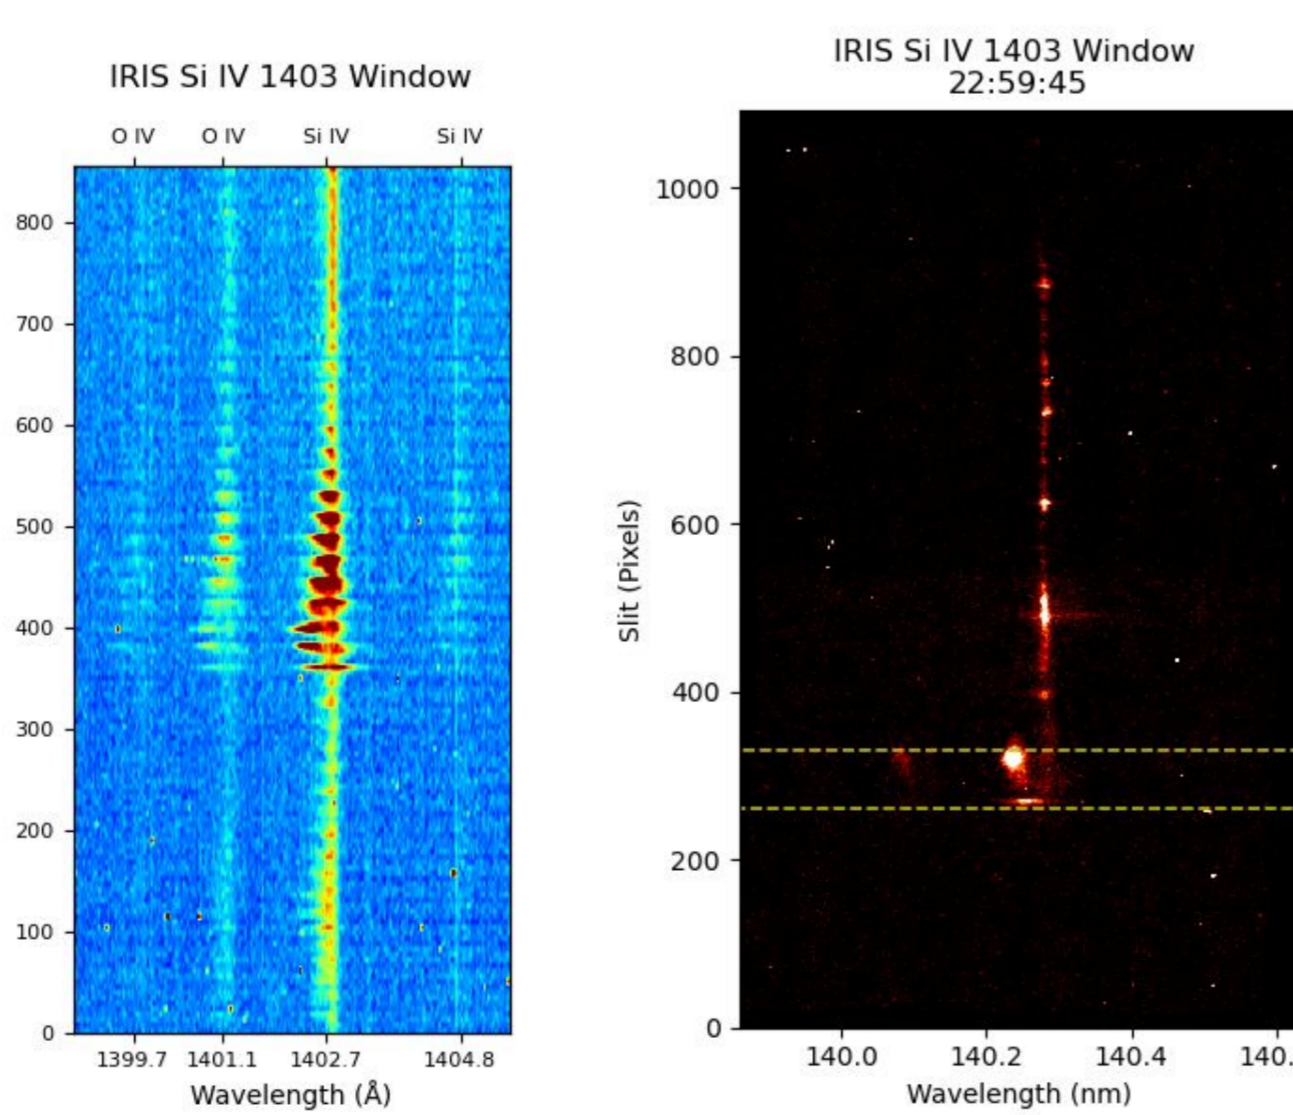 IRIS Si IV 1403 Window
O IV O IV Si IV Si IV
800
700
600
500
400
300
200
100
0
1399.7 1401.1 1402.7 1404.8
Wavelength (Å)
IRIS Si IV 1403 Window
22:59:45
Slit (Pixels)
1000
800
600
400
200
0
140.0 140.2 140.4 140.
Wavelength (nm)